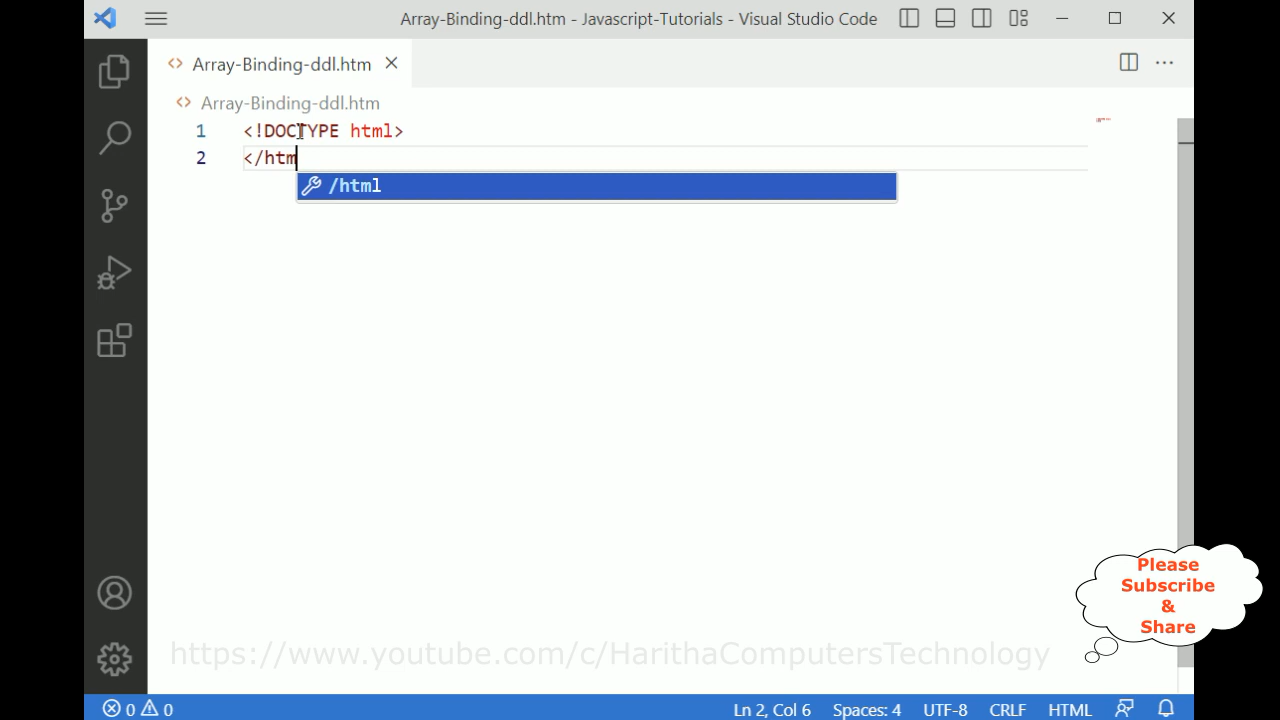 Array-Binding-ddl.htm - Javascript-Tutorials - Visual Studio Code
Array-Binding-ddl.htm
Array-Binding-ddl.htm
1 <!DOCTYPE html>
2 </htm
/html
Please
Subscribe
&
Share
https://www.youtube.com/c/HarithaComputersTechnology
0 0 Ln 2, Col 6 Spaces: 4 UTF-8 CRLF HTML